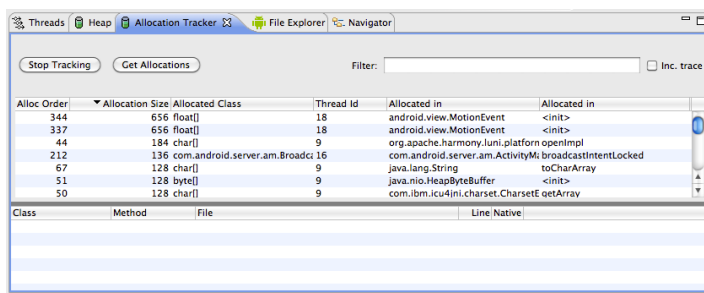 Threads Heap Allocation Tracker File Explorer Navigator
Stop Tracking Get Allocations Filter: Inc. trace
Alloc Order Allocation Size Allocated Class Thread Id Allocated in Allocated in
344 656 float[] 18 android.view.MotionEvent <init>
337 656 float[] 18 android.view.MotionEvent <init>
44 184 char[] 9 org.apache.harmony.luni.platforn openImpl
212 136 com.android.server.am.Broadca 16 com.android.server.am.ActivityMa broadcastIntentLocked
67 128 char[] 9 java.lang.String toCharArray
51 128 byte[] 9 java.nio.HeapByteBuffer <init>
50 128 char[] 9 com.ibm.icu4jni.charset.CharsetE getArray
Class Method File Line Native